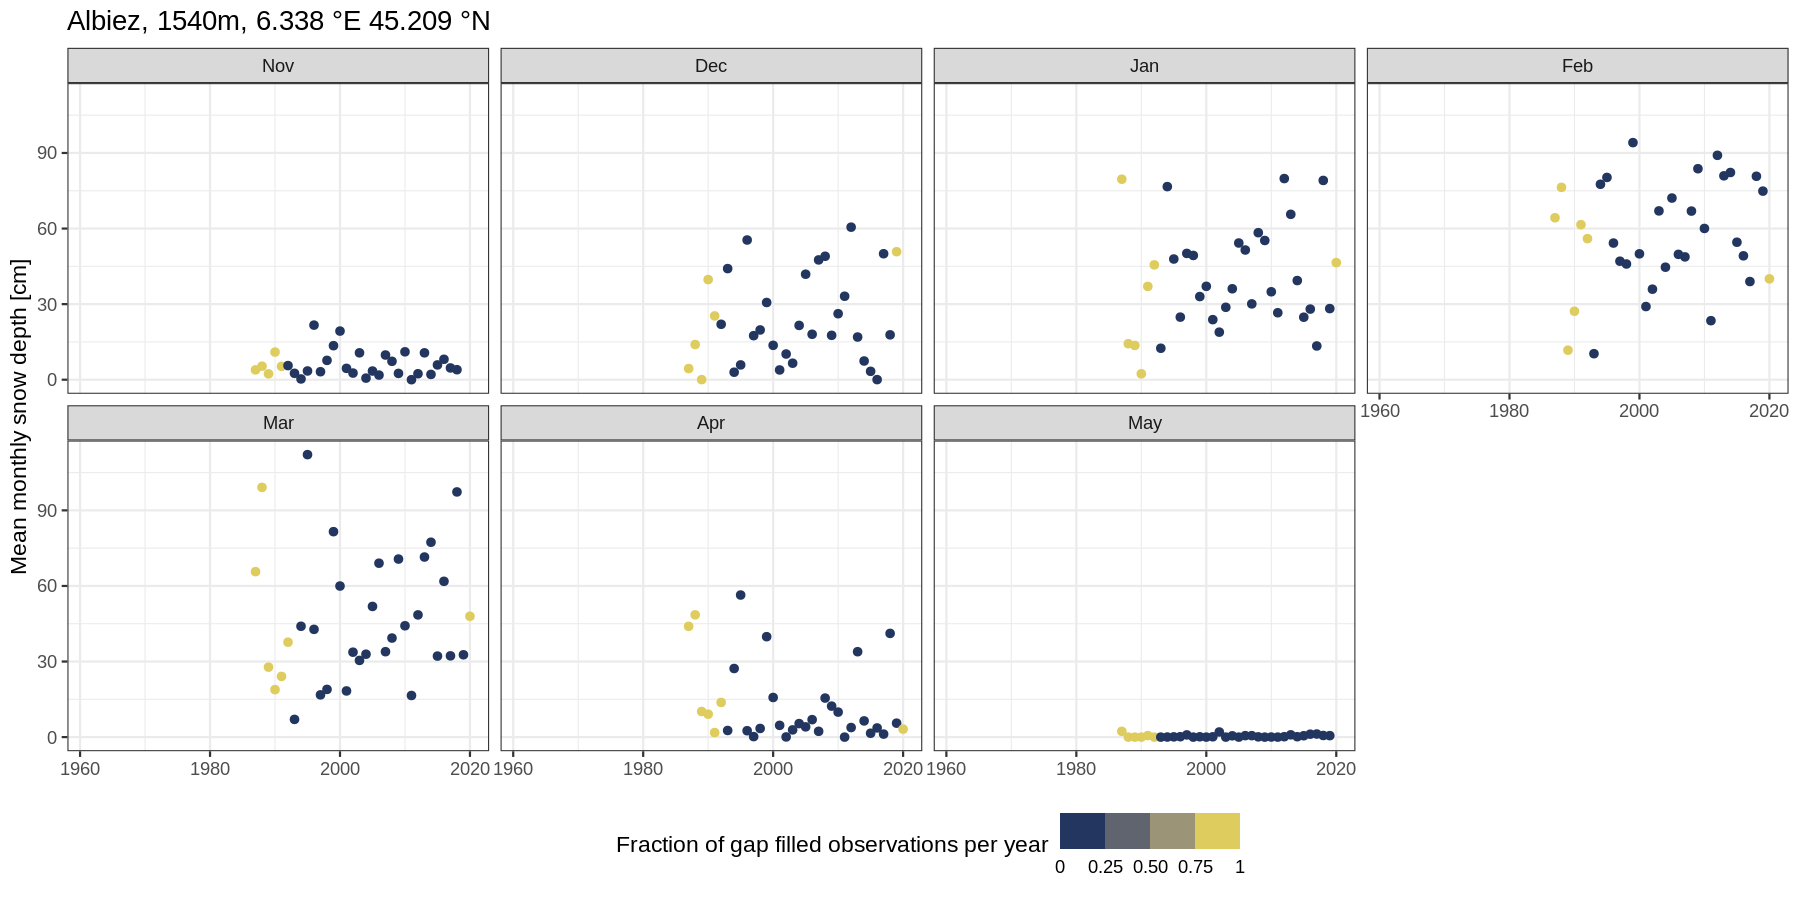 Albiez, 1540m, 6.338 °E 45.209 °N
Nov
Dec
Jan
Feb
Mean monthly snow depth [cm]
90
60
30
0
1960 1980 2000 2020
Mar
Apr
May
90
60
30
0
1960 1980 2000 2020 1960 1980 2000 2020 1960 1980 2000 2020
Fraction of gap filled observations per year
0 0.25 0.50 0.75 1